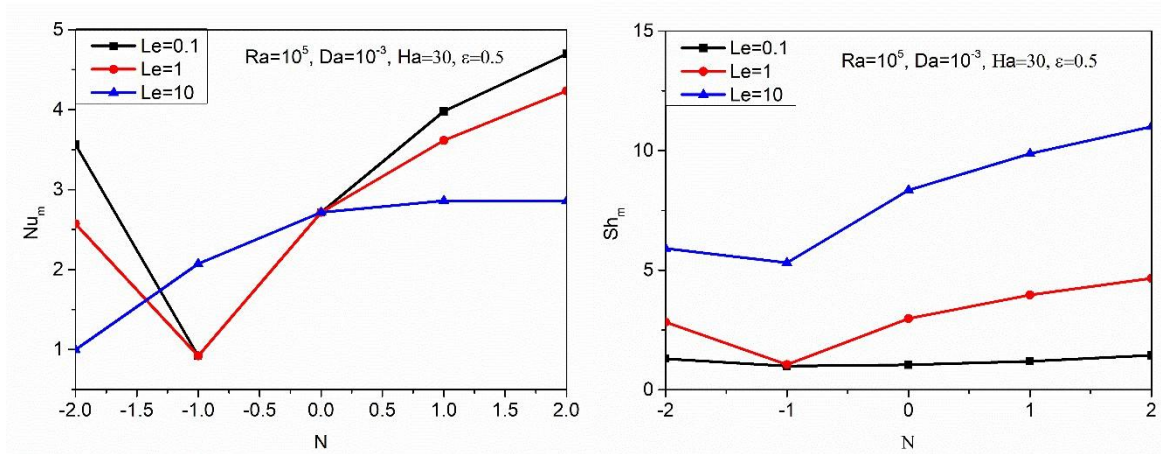 Le=0.1
Le=1
Le=10
Ra=10⁵, Da=10⁻³, Ha=30, ε=0.5
Nuₘ
5
4
3
2
1
-2.0 -1.5 -1.0 -0.5 0.0 0.5 1.0 1.5 2.0
N
Le=0.1
Le=1
Le=10
Ra=10⁵, Da=10⁻³, Ha=30, ε=0.5
Shₘ
15
10
5
0
-2 -1 0 1 2
N